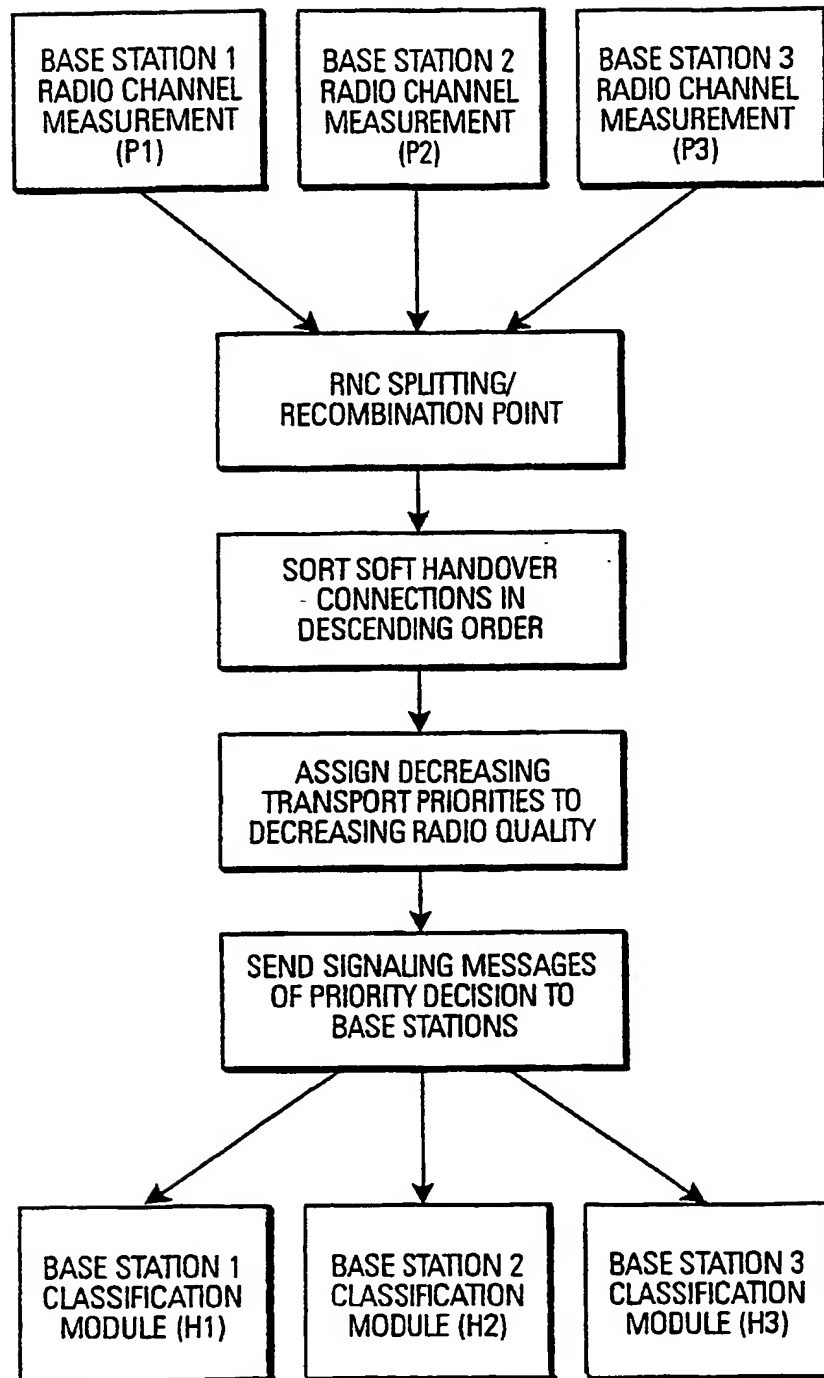 BASE STATION 1
RADIO CHANNEL
MEASUREMENT
(P1)
BASE STATION 2
RADIO CHANNEL
MEASUREMENT
(P2)
BASE STATION 3
RADIO CHANNEL
MEASUREMENT
(P3)
RNC SPLITTING/
RECOMBINATION POINT
SORT SOFT HANDOVER
CONNECTIONS IN
DESCENDING ORDER
ASSIGN DECREASING
TRANSPORT PRIORITIES TO
DECREASING RADIO QUALITY
SEND SIGNALING MESSAGES
OF PRIORITY DECISION TO
BASE STATIONS
BASE STATION 1
CLASSIFICATION
MODULE (H1)
BASE STATION 2
CLASSIFICATION
MODULE (H2)
BASE STATION 3
CLASSIFICATION
MODULE (H3)